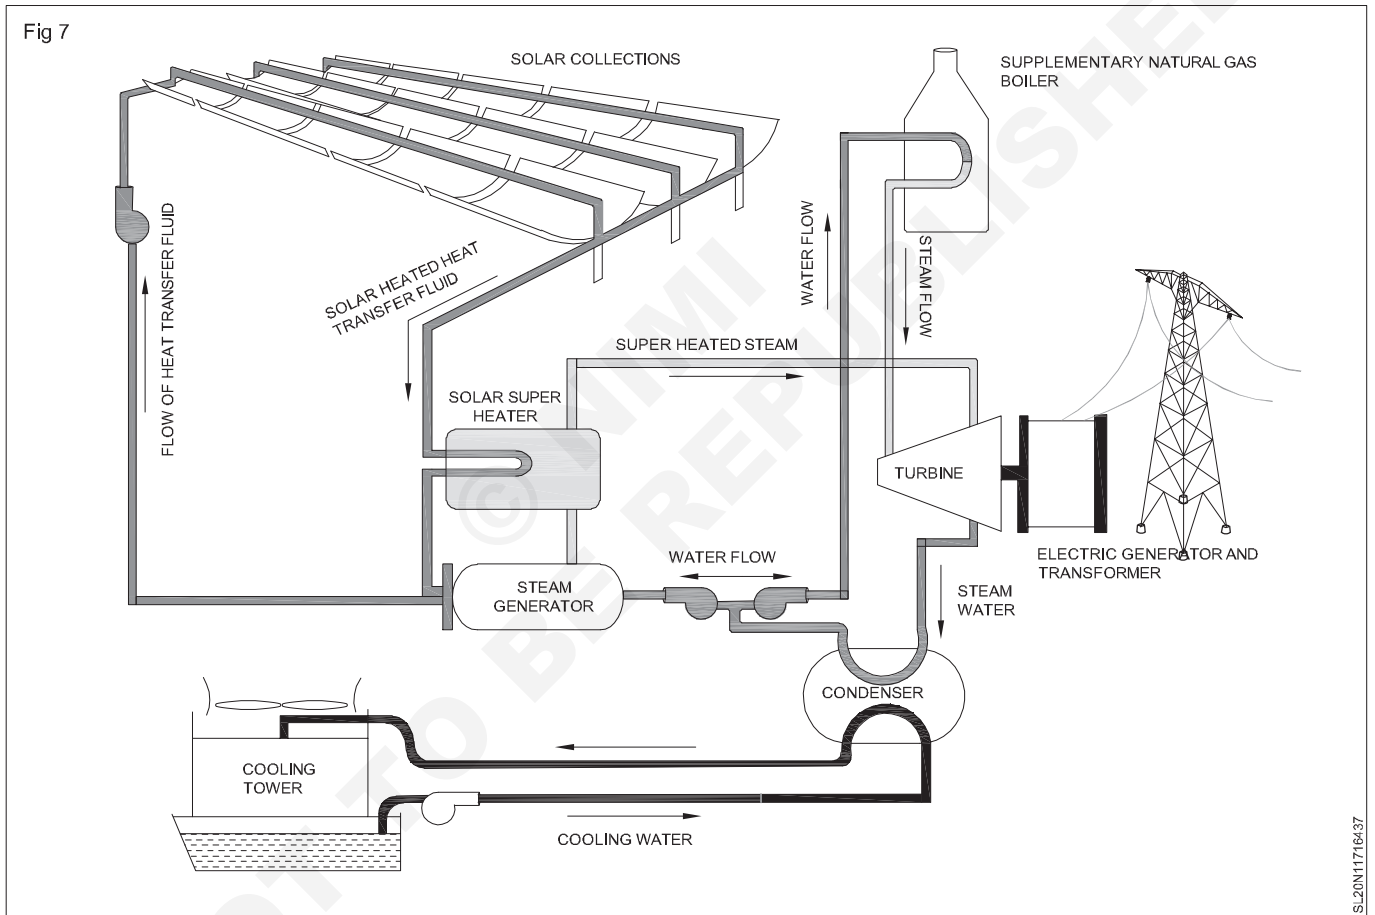 Fig 7
SOLAR COLLECTIONS
SUPPLEMENTARY NATURAL GAS
BOILER
FLOW OF HEAT TRANSFER FLUID
SOLAR HEATED HEAT
TRANSFER FLUID
WATER FLOW
STEAM FLOW
SUPER HEATED STEAM
SOLAR SUPER
HEATER
TURBINE
WATER FLOW
STEAM
GENERATOR
ELECTRIC GENERATOR AND
TRANSFORMER
STEAM
WATER
CONDENSER
COOLING
TOWER
COOLING WATER
SL20N11716437
© NIMI
NOT TO BE REPUBLISHED